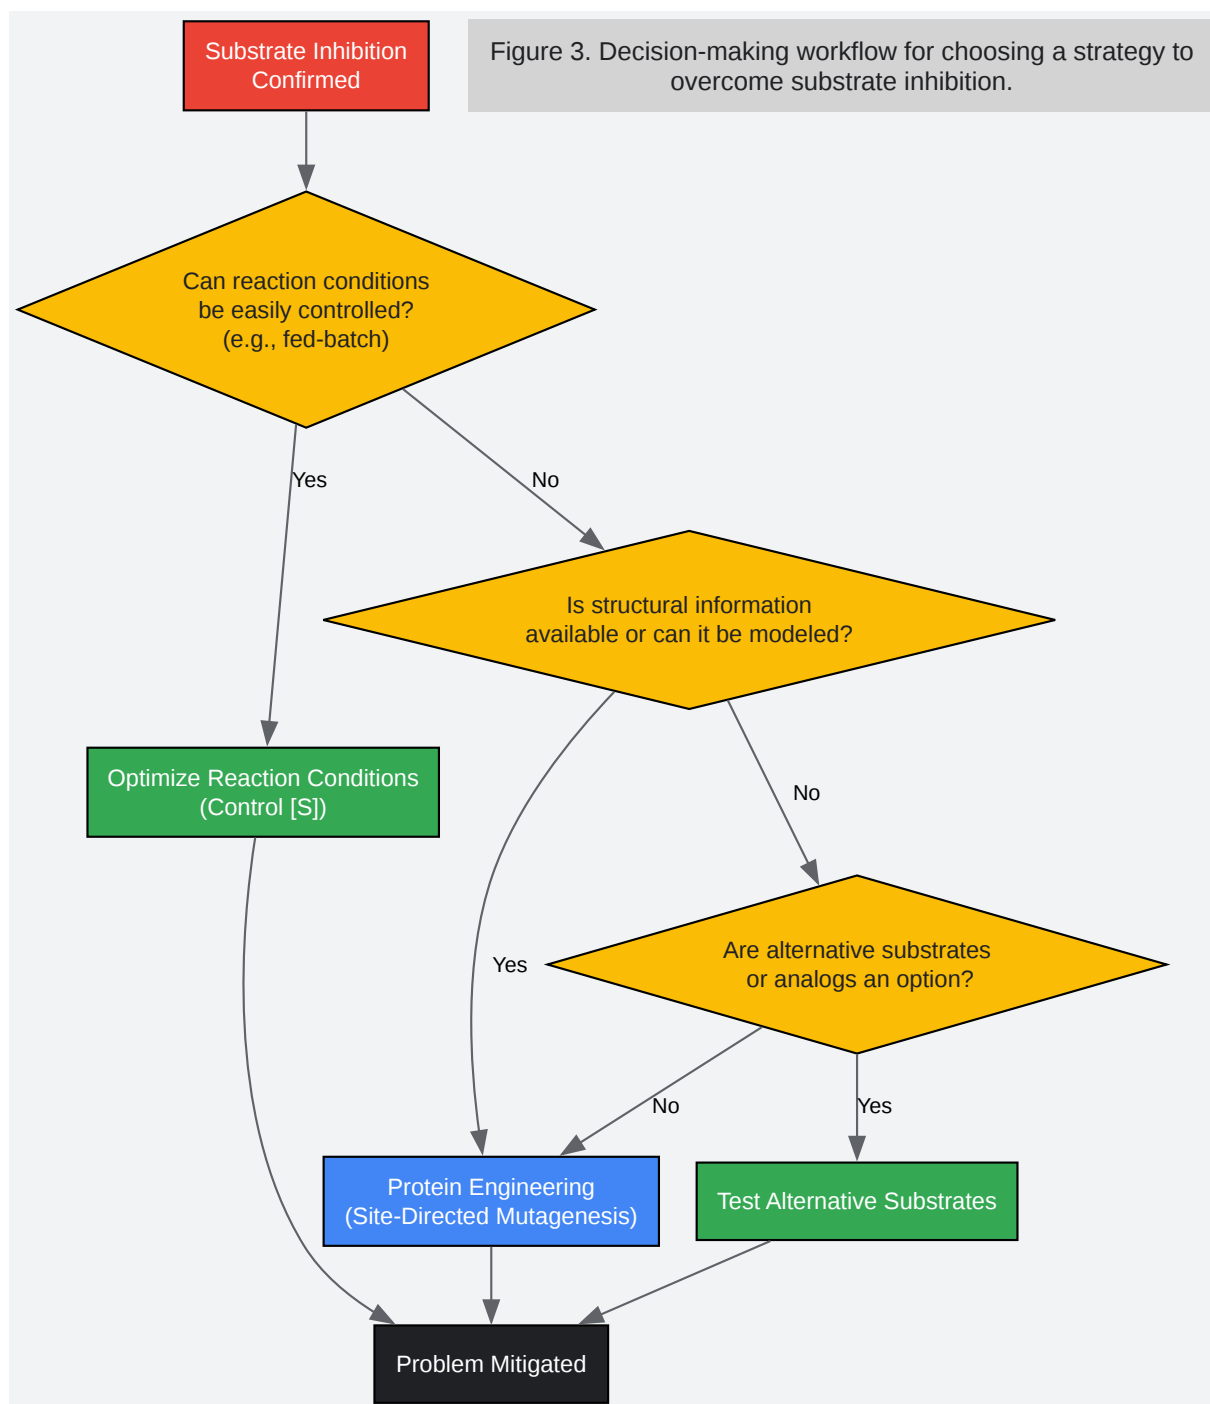 Substrate Inhibition
Confirmed
Figure 3. Decision-making workflow for choosing a strategy to
overcome substrate inhibition.
Can reaction conditions
be easily controlled?
(e.g., fed-batch)
Yes
No
Is structural information
available or can it be modeled?
Optimize Reaction Conditions
(Control [S])
No
Are alternative substrates
or analogs an option?
Yes
No
Yes
Protein Engineering
(Site-Directed Mutagenesis)
Test Alternative Substrates
Problem Mitigated